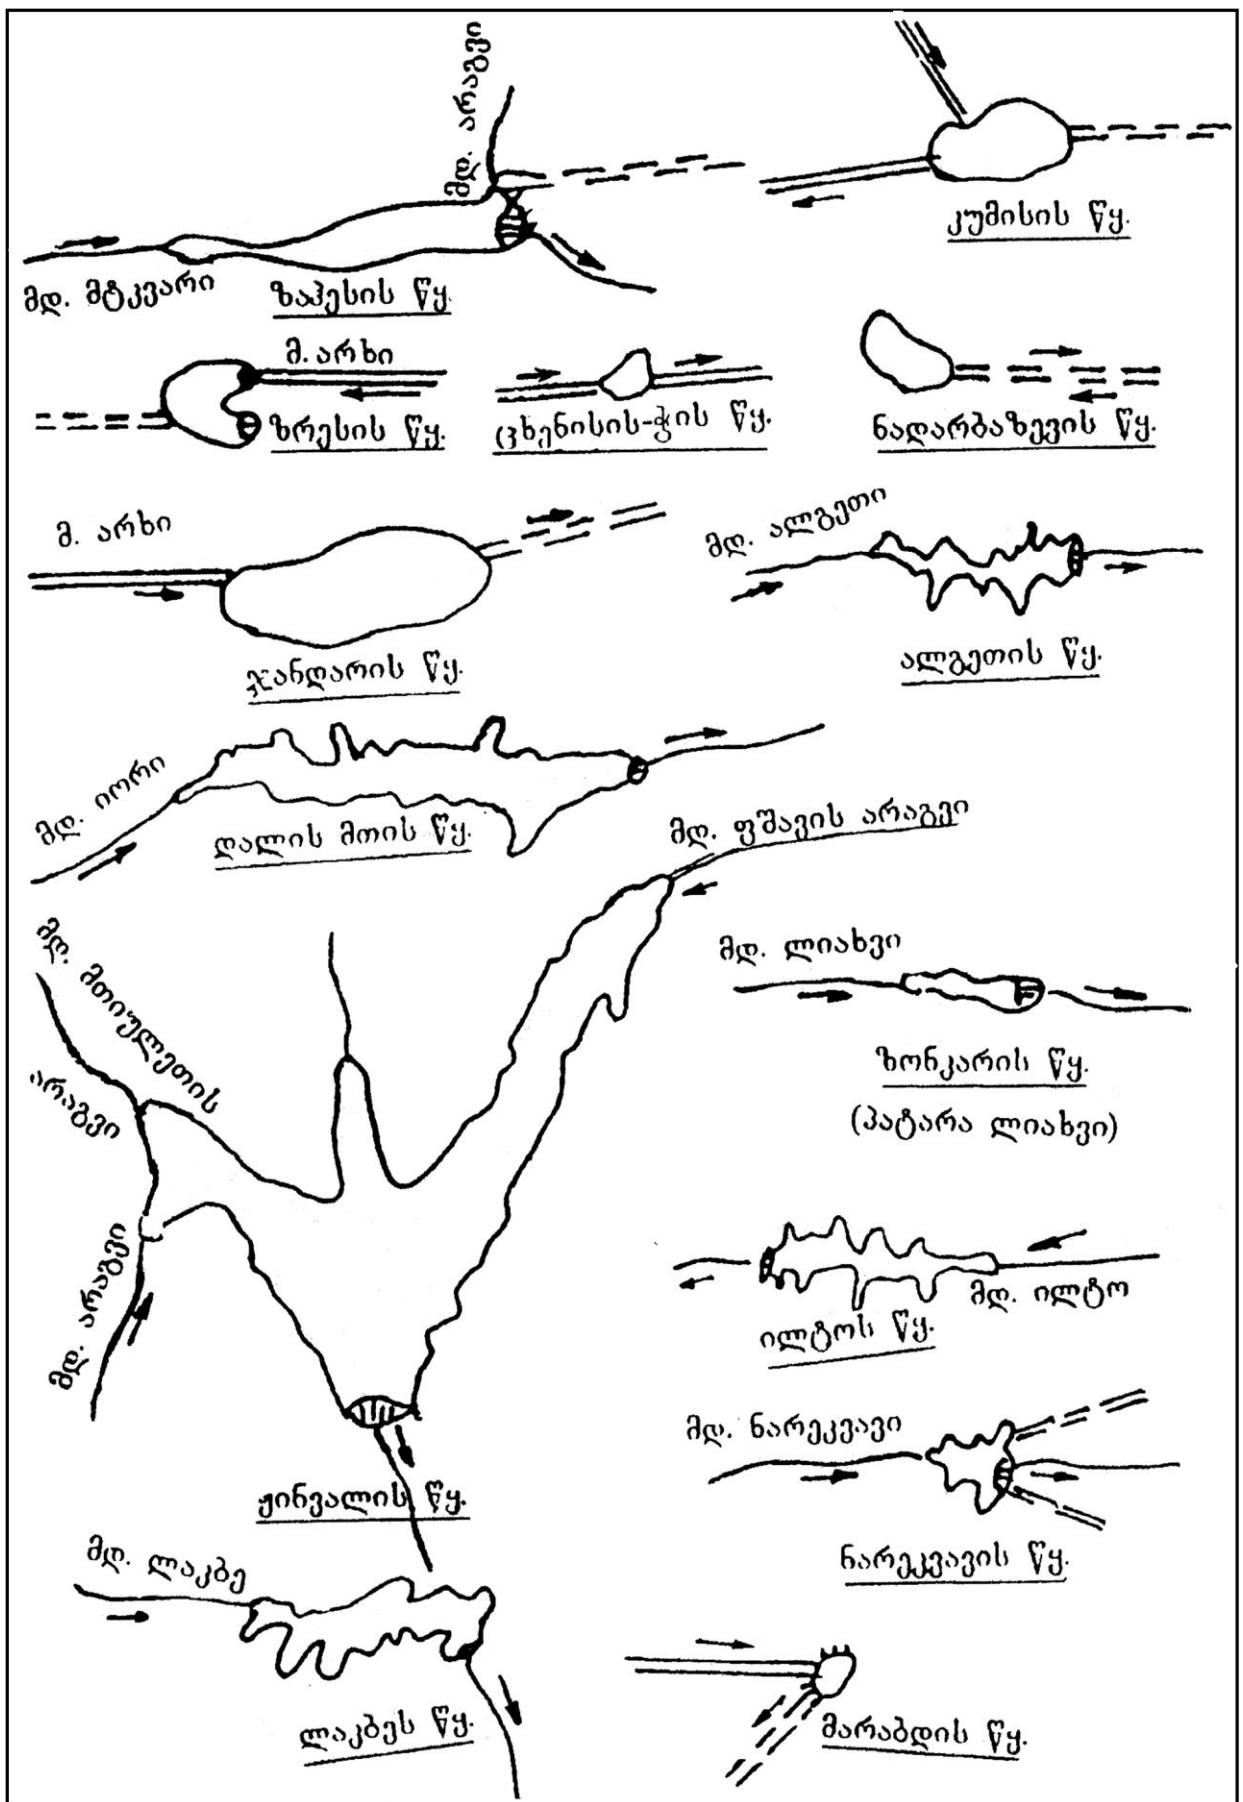 მდ. არაგვი
კუმისის წყ.
მდ. მტკვარი
ზაჰესის წყ.
მ. არხი
ზრესის წყ.
ცხენისის-ჭის წყ.
ნადარბაზევის წყ.
მ. არხი
ჯანდარის წყ.
მდ. ალგეთი
ალგეთის წყ.
მდ. იორი
დალის მთის წყ.
მდ. ფშავის არაგვი
მდ. მთიულეთის
არაგვი
მდ. ლიახვი
ზონკარის წყ.
(პატარა ლიახვი)
მდ. არაგვი
მდ. ილტო
ილტოს წყ.
მდ. ნარეკვავი
ჟინვალის წყ.
ნარეკვავის წყ.
მდ. ლაკბე
ლაკბეს წყ.
მარაბდის წყ.